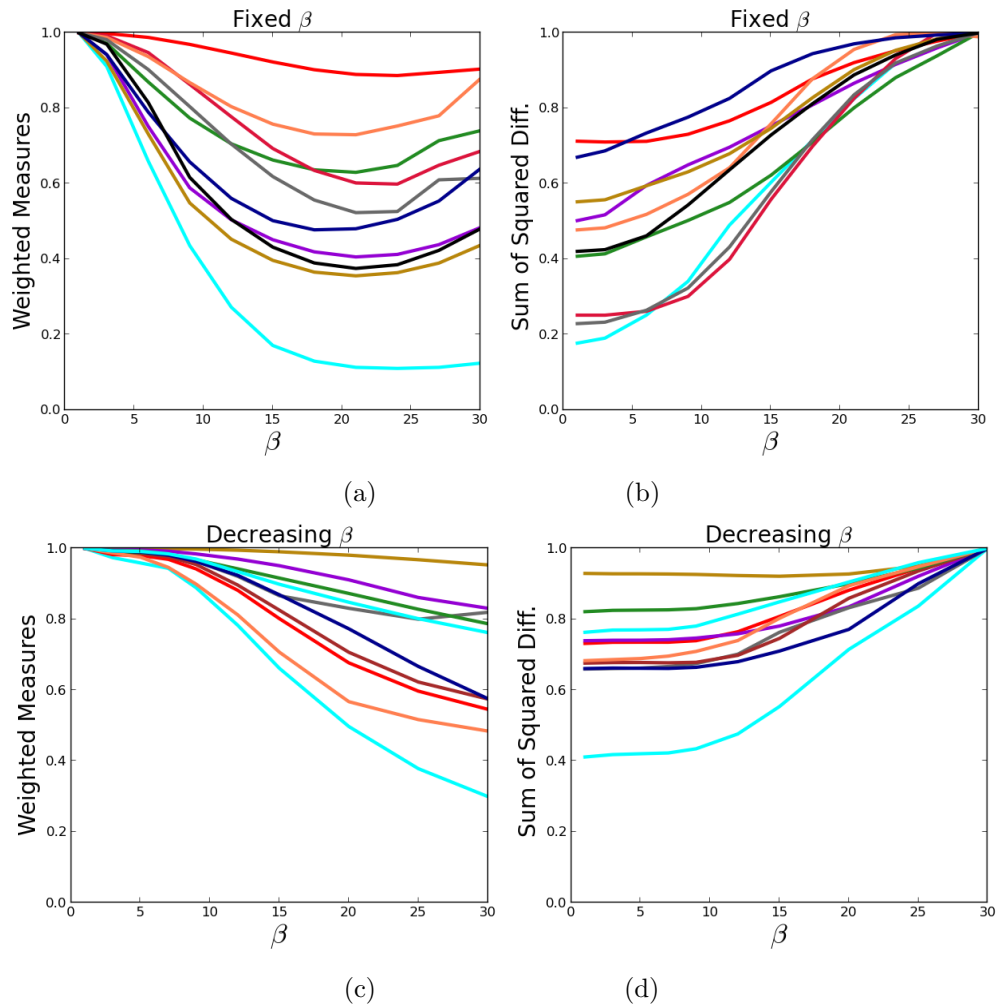 Fixed β
Weighted Measures
1.0
0.8
0.6
0.4
0.2
0.0
0 5 10 15 20 25 30
β
(a)
Fixed β
Sum of Squared Diff.
1.0
0.8
0.6
0.4
0.2
0.0
0 5 10 15 20 25 30
β
(b)
Decreasing β
Weighted Measures
1.0
0.8
0.6
0.4
0.2
0.0
0 5 10 15 20 25 30
β
(c)
Decreasing β
Sum of Squared Diff.
1.0
0.8
0.6
0.4
0.2
0.0
0 5 10 15 20 25 30
β
(d)